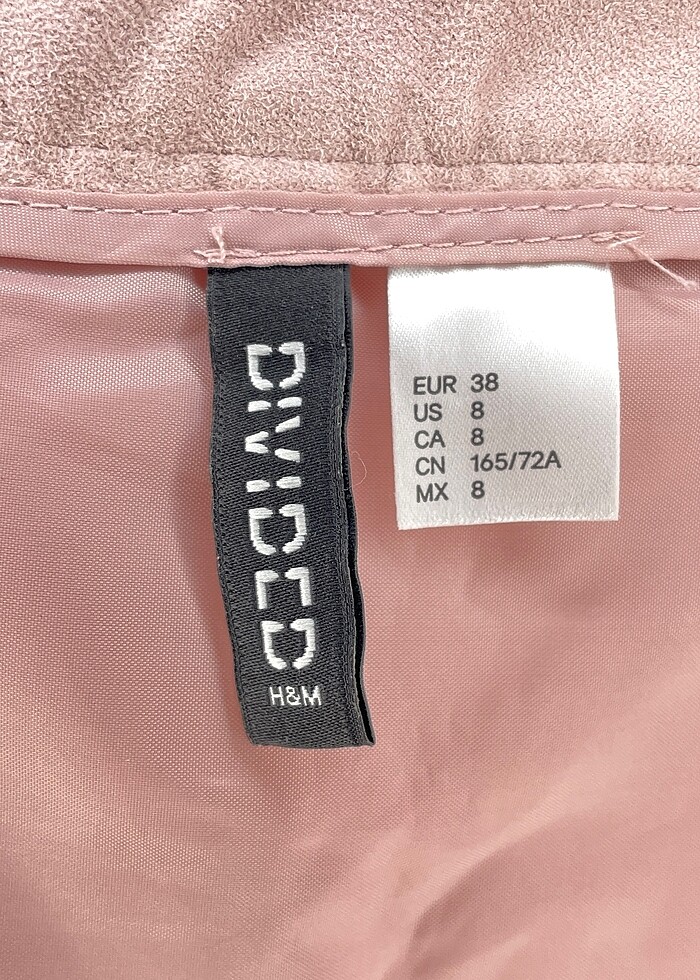 DIVIDED
H&M
EUR 38
US 8
CA 8
CN 165/72A
MX 8